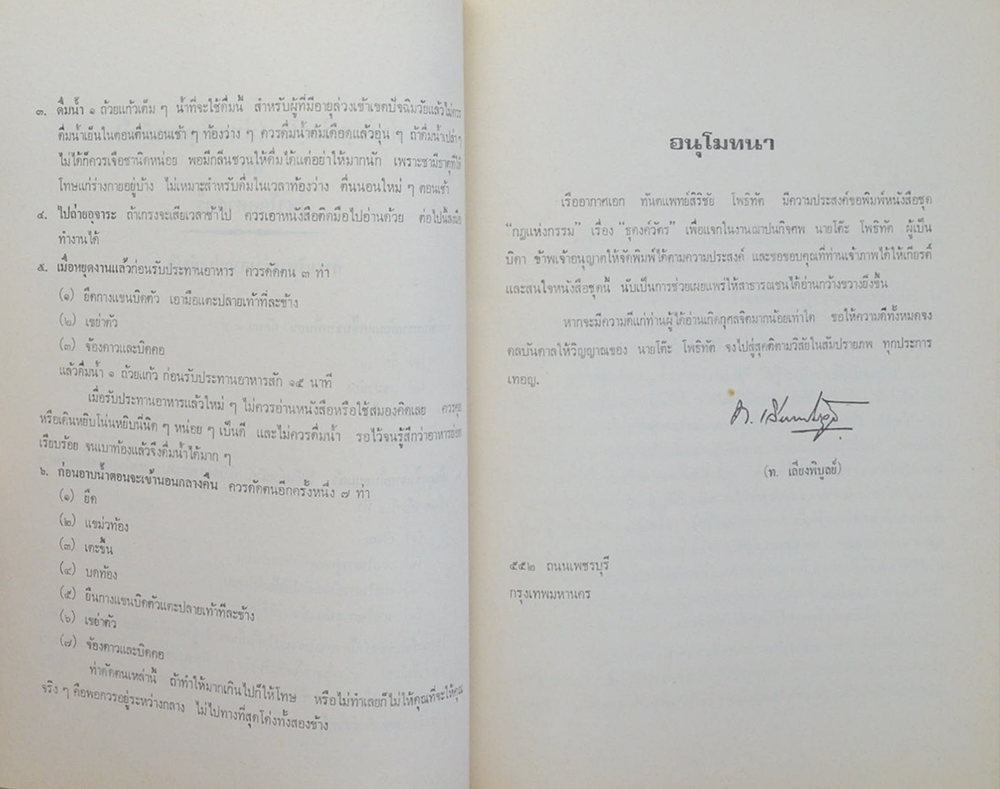 ๓. ดื่มน้ำ ๑ ถ้วยแก้วเต็ม ๆ น้ำที่จะใช้ดื่มนี้ สำหรับผู้ที่มีอายุล่วงเข้าเขตปัจฉิมวัยแล้วไม่ควร
ดื่มน้ำเย็นในตอนตื่นนอนเช้า ๆ ท้องว่าง ๆ ควรดื่มน้ำต้มเดือดแล้วอุ่น ๆ ถ้าดื่มน้ำเปล่า ๆ
ไม่ได้ก็ควรเจือชานิดหน่อย พอมีกลิ่นชวนให้ดื่มได้แต่อย่าให้มากนัก เพราะชามีธาตุที่ให้
โทษแก่ร่างกายอยู่บ้าง ไม่เหมาะสำหรับดื่มในเวลาท้องว่าง ตื่นนอนใหม่ ๆ ตอนเช้า
๔. ไปถ่ายอุจจาระ ถ้าเกรงจะเสียเวลาช้าไป ควรเอาหนังสือติดมือไปอ่านด้วย ต่อไปนี้ลงมือ
ทำงานได้
๕. เมื่อหยุดงานแล้วก่อนรับประทานอาหาร ควรดัดตน ๓ ท่า
(๑) ยืดกางแขนบิดตัว เอามือแตะปลายเท้าทีละข้าง
(๒) เขย่าตัว
(๓) จ้องดาวและบิดคอ
แล้วดื่มน้ำ ๑ ถ้วยแก้ว ก่อนรับประทานอาหารสัก ๑๕ นาที
เมื่อรับประทานอาหารแล้วใหม่ ๆ ไม่ควรอ่านหนังสือหรือใช้สมองคิดเลย ควรคุย
หรือเดินหยิบโน่นหยิบนี่นิด ๆ หน่อย ๆ เป็นดี และไม่ควรดื่มน้ำ รอไว้จนรู้สึกว่าอาหารย่อย
เรียบร้อย จนเบาท้องแล้วจึงดื่มน้ำได้มาก ๆ
๖. ก่อนอาบน้ำตอนจะเข้านอนกลางคืน ควรดัดตนอีกครั้งหนึ่ง ๗ ท่า
(๑) ยืด
(๒) แขม่วท้อง
(๓) เตะขึ้น
(๔) บดท้อง
(๕) ยืนกางแขนบิดตัวแตะปลายเท้าทีละข้าง
(๖) เขย่าตัว
(๗) จ้องดาวและบิดคอ
ท่าดัดตนเหล่านี้ ถ้าทำให้มากเกินไปก็ให้โทษ หรือไม่ทำเลยก็ไม่ให้คุณที่จะให้คุณ
จริง ๆ คือพอควรอยู่ระหว่างกลาง ไม่ไปทางที่สุดโต่งทั้งสองข้าง
อนุโมทนา
เรืออากาศเอก ทันตแพทย์สิริชัย โพธิทัต มีความประสงค์ขอพิมพ์หนังสือชุด
“กฎแห่งกรรม” เรื่อง “ธุดงค์วัตร” เพื่อแจกในงานฌาปนกิจศพ นายโต๊ะ โพธิทัต ผู้เป็น
บิดา ข้าพเจ้าอนุญาตให้จัดพิมพ์ได้ตามความประสงค์ และขอขอบคุณที่ท่านเจ้าภาพได้ให้เกียรติ์
และสนใจหนังสือชุดนี้ นับเป็นการช่วยเผยแพร่ให้สาธารณชนได้อ่านกว้างขวางยิ่งขึ้น
หากจะมีความดีแก่ท่านผู้ได้อ่านเกิดกุศลจิตมากน้อยเท่าใด ขอให้ความดีทั้งหมดจง
ดลบันดาลให้วิญญาณของ นายโต๊ะ โพธิทัต จงไปสู่สุคติตามวิสัยในสัมปรายภพ ทุกประการ
เทอญ.
ท. เลียงพิบูลย์
(ท. เลียงพิบูลย์)
๕๕๒ ถนนเพชรบุรี
กรุงเทพมหานคร